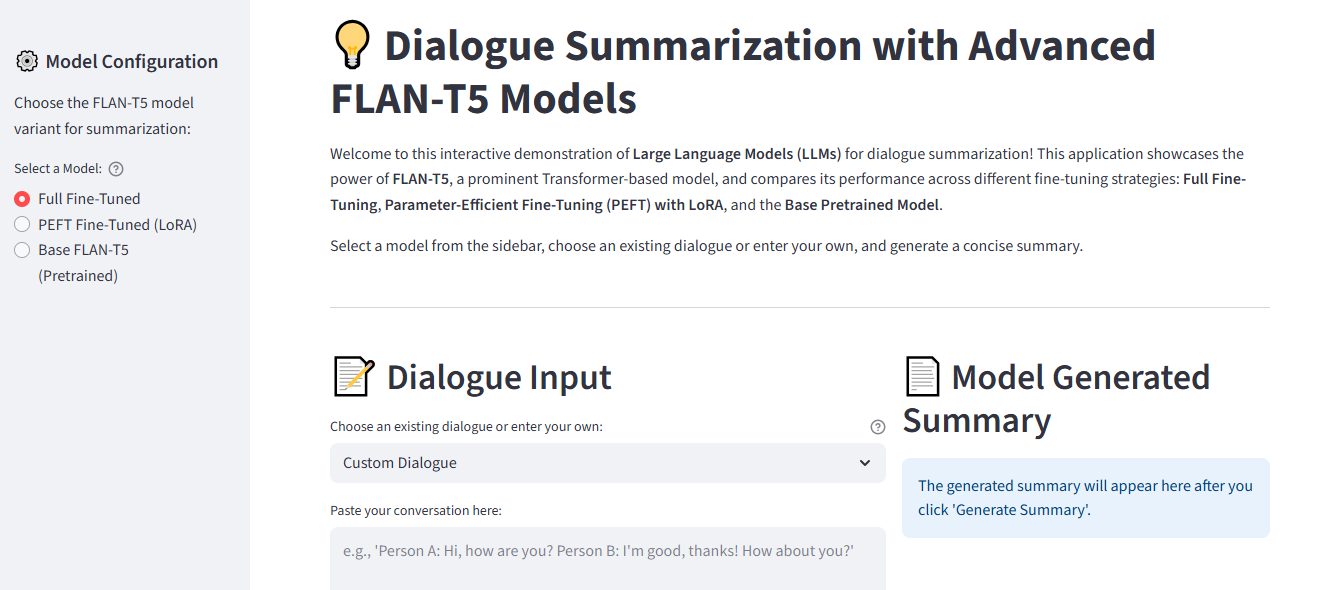 Model Configuration
Choose the FLAN-T5 model
variant for summarization:
Select a Model:
Full Fine-Tuned
PEFT Fine-Tuned (LoRA)
Base FLAN-T5
(Pretrained)
Dialogue Summarization with Advanced
FLAN-T5 Models
Welcome to this interactive demonstration of Large Language Models (LLMs) for dialogue summarization! This application showcases the
power of FLAN-T5, a prominent Transformer-based model, and compares its performance across different fine-tuning strategies: Full Fine-
Tuning, Parameter-Efficient Fine-Tuning (PEFT) with LoRA, and the Base Pretrained Model.
Select a model from the sidebar, choose an existing dialogue or enter your own, and generate a concise summary.
Dialogue Input
Choose an existing dialogue or enter your own:
Custom Dialogue
Paste your conversation here:
e.g., 'Person A: Hi, how are you? Person B: I'm good, thanks! How about you?'
Model Generated
Summary
The generated summary will appear here after you
click 'Generate Summary'.